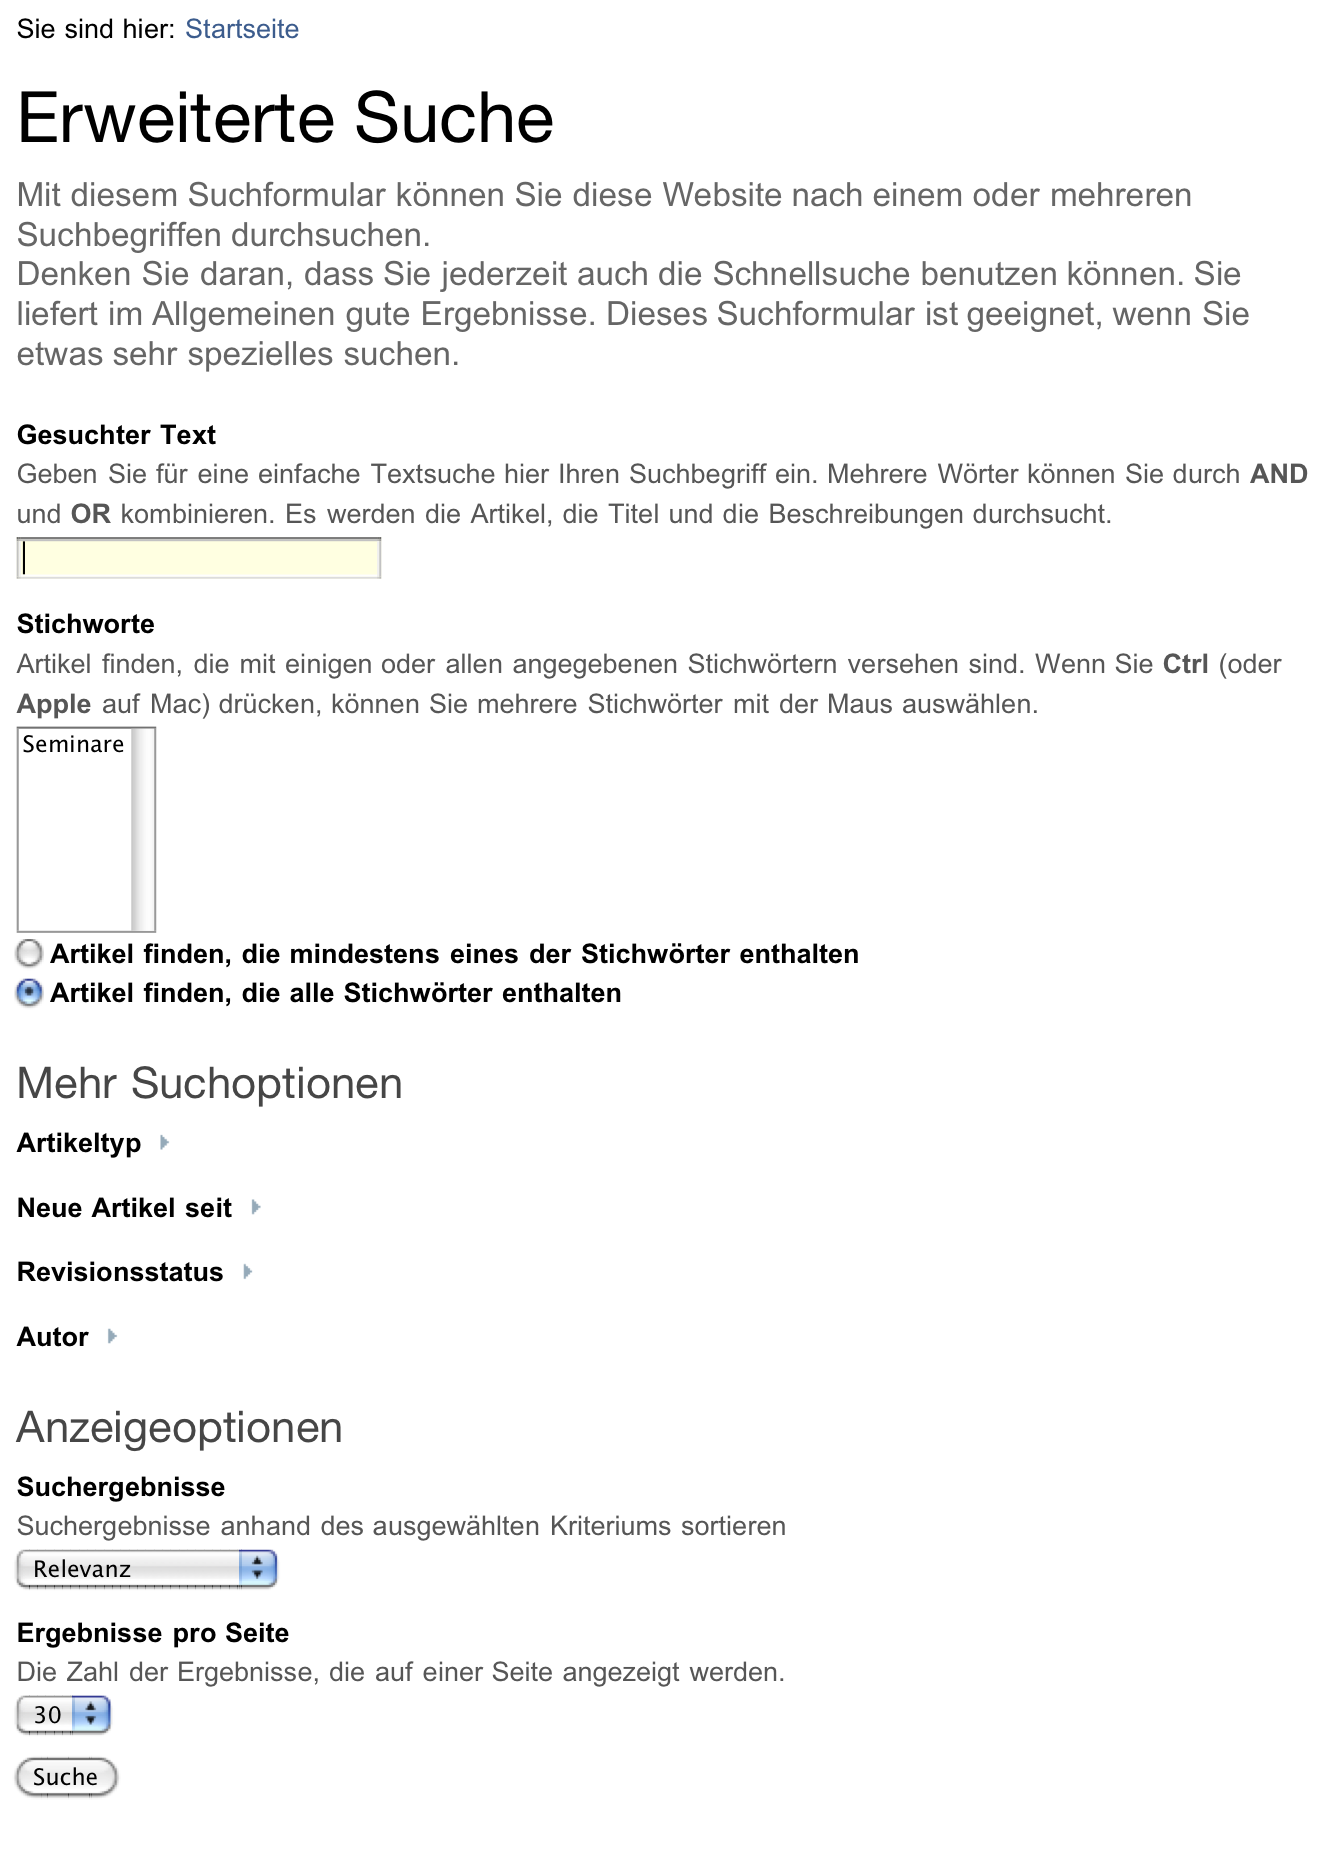 Sie sind hier: Startseite
Erweiterte Suche
Mit diesem Suchformular können Sie diese Website nach einem oder mehreren
Suchbegriffen durchsuchen.
Denken Sie daran, dass Sie jederzeit auch die Schnellsuche benutzen können. Sie
liefert im Allgemeinen gute Ergebnisse. Dieses Suchformular ist geeignet, wenn Sie
etwas sehr spezielles suchen.
Gesuchter Text
Geben Sie für eine einfache Textsuche hier Ihren Suchbegriff ein. Mehrere Wörter können Sie durch AND
und OR kombinieren. Es werden die Artikel, die Titel und die Beschreibungen durchsucht.
Stichworte
Artikel finden, die mit einigen oder allen angegebenen Stichwörtern versehen sind. Wenn Sie Ctrl (oder
Apple auf Mac) drücken, können Sie mehrere Stichwörter mit der Maus auswählen.
Seminare
Artikel finden, die mindestens eines der Stichwörter enthalten
Artikel finden, die alle Stichwörter enthalten
Mehr Suchoptionen
Artikeltyp
Neue Artikel seit
Revisionsstatus
Autor
Anzeigeoptionen
Suchergebnisse
Suchergebnisse anhand des ausgewählten Kriteriums sortieren
Relevanz
Ergebnisse pro Seite
Die Zahl der Ergebnisse, die auf einer Seite angezeigt werden.
30
Suche